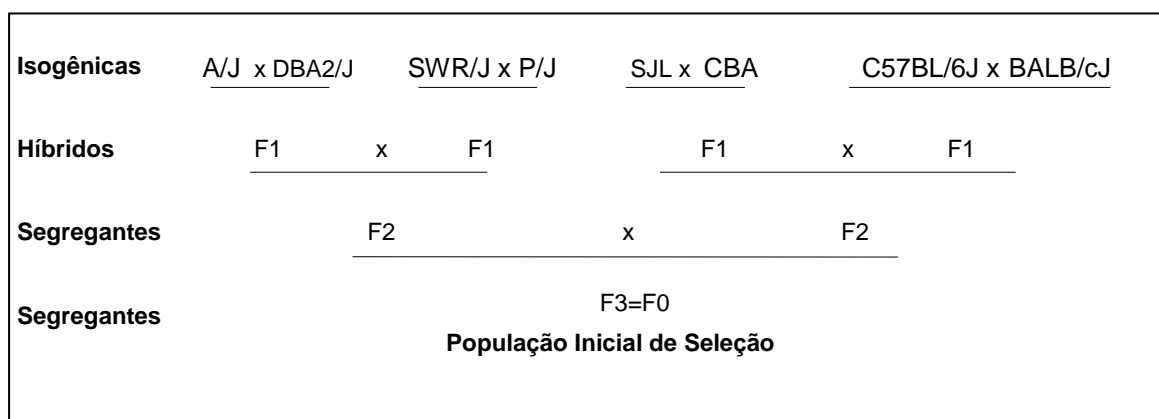 Isogênicas A/J x DBA2/J SWR/J x P/J SJL x CBA C57BL/6J x BALB/cJ
Híbridos F1 x F1 F1 x F1
Segregantes F2 x F2
Segregantes F3=F0
População Inicial de Seleção